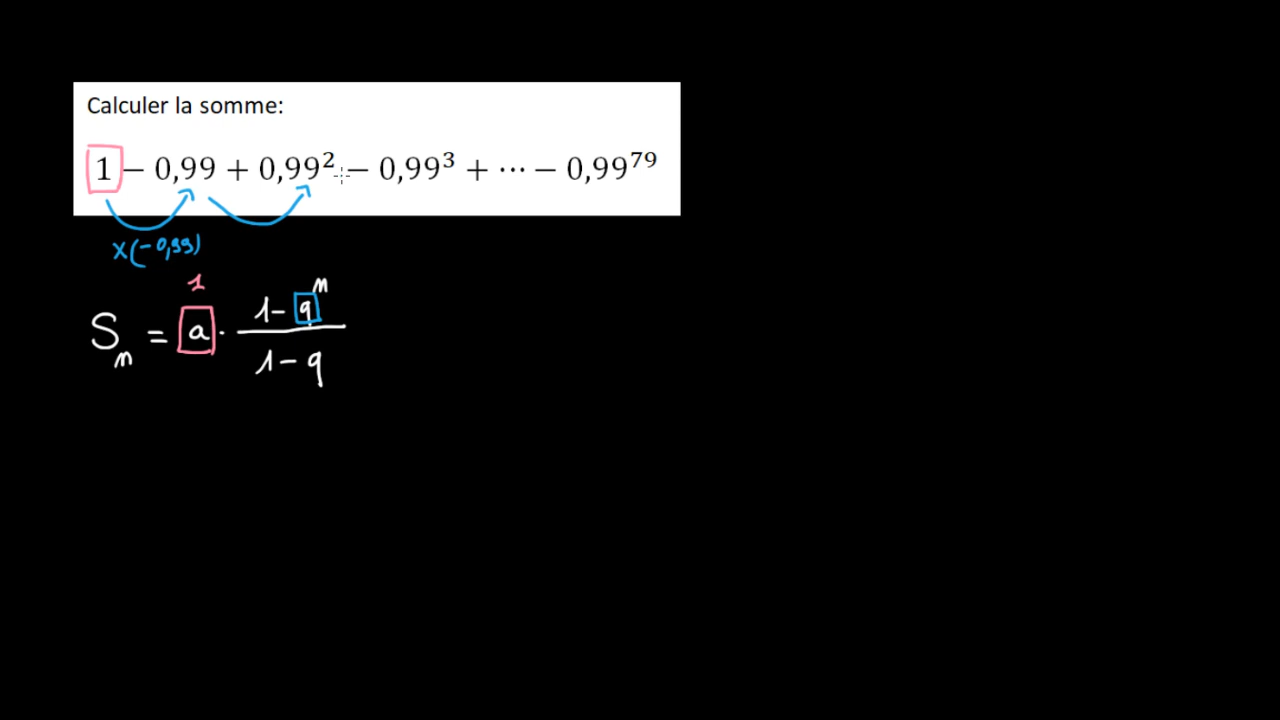 Calculer la somme:
1 − 0,99 + 0,99² − 0,99³ + ⋯ − 0,99⁷⁹
×(−0,99)
1
Sₙ = a · (1 − qⁿ) / (1 − q)